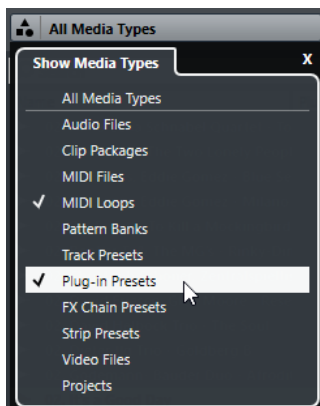 All Media Types
Show Media Types X
All Media Types
Audio Files
Clip Packages
MIDI Files
MIDI Loops
Pattern Banks
Track Presets
Plug-in Presets
FX Chain Presets
Strip Presets
Video Files
Projects